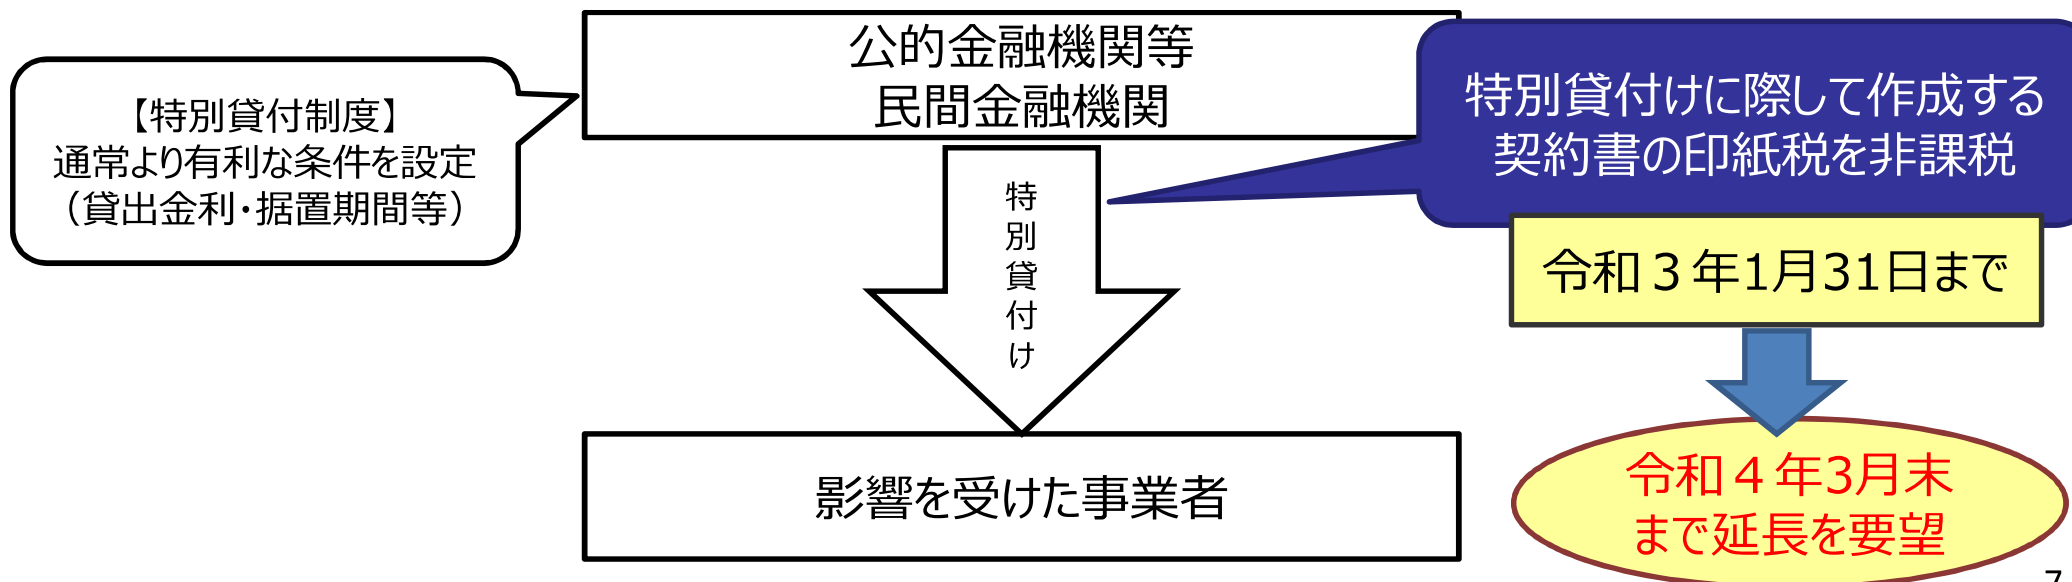 公的金融機関等
民間金融機関
【特別貸付制度】
通常より有利な条件を設定
（貸出金利・据置期間等）
特別貸付けに際して作成する
契約書の印紙税を非課税
特別貸付け
令和３年1月31日まで
影響を受けた事業者
令和４年3月末
まで延長を要望
7